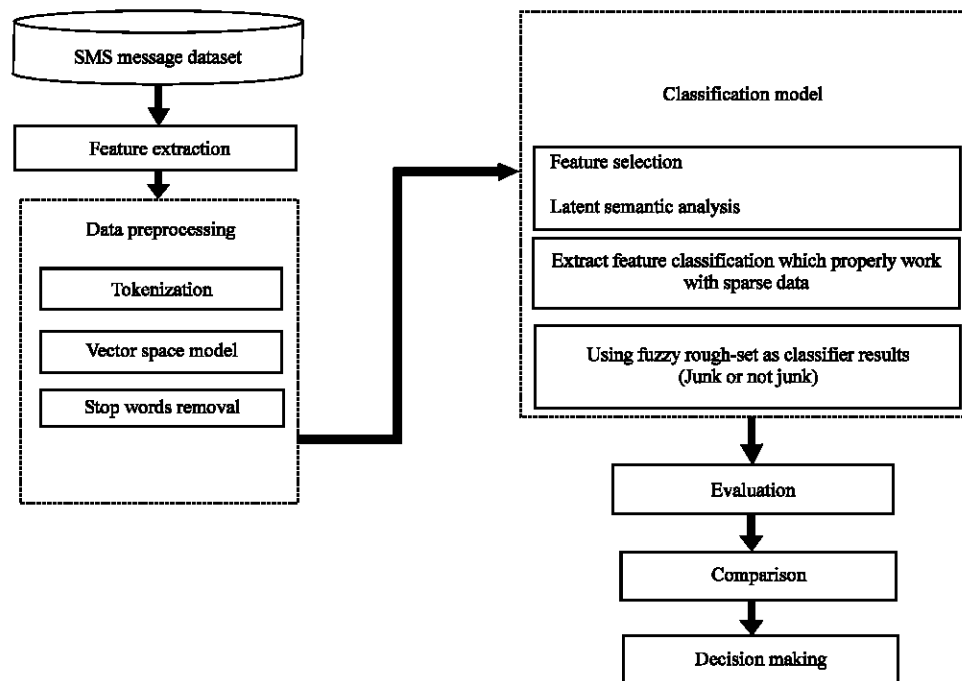 SMS message dataset
Feature extraction
Data preprocessing
Tokenization
Vector space model
Stop words removal
Classification model
Feature selection
Latent semantic analysis
Extract feature classification which properly work
with sparse data
Using fuzzy rough-set as classifier results
(Junk or not junk)
Evaluation
Comparison
Decision making